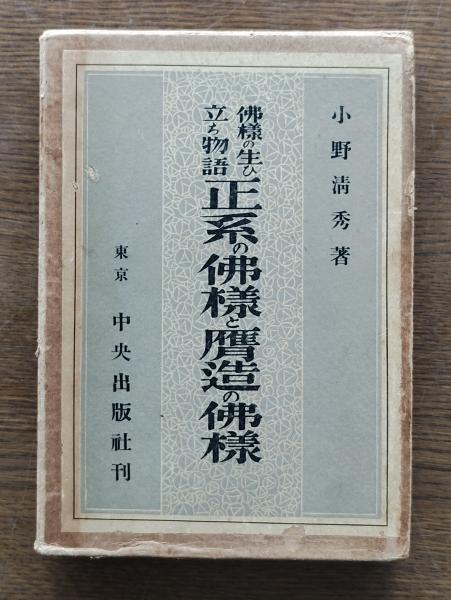 小野清秀著
佛樣の生ひ
立ち物語
正系の佛樣と贋造の佛樣
東京 中央出版社刊